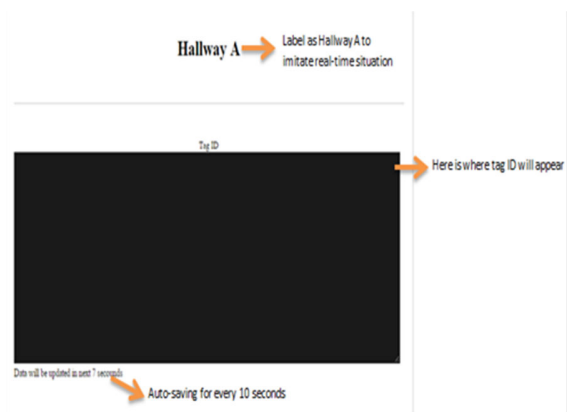 Hallway A
Label as Hallway A to
imitate real-time situation
Tag ID
Here is where tag ID will appear
Data will be updated in next 7 seconds
Auto-saving for every 10 seconds